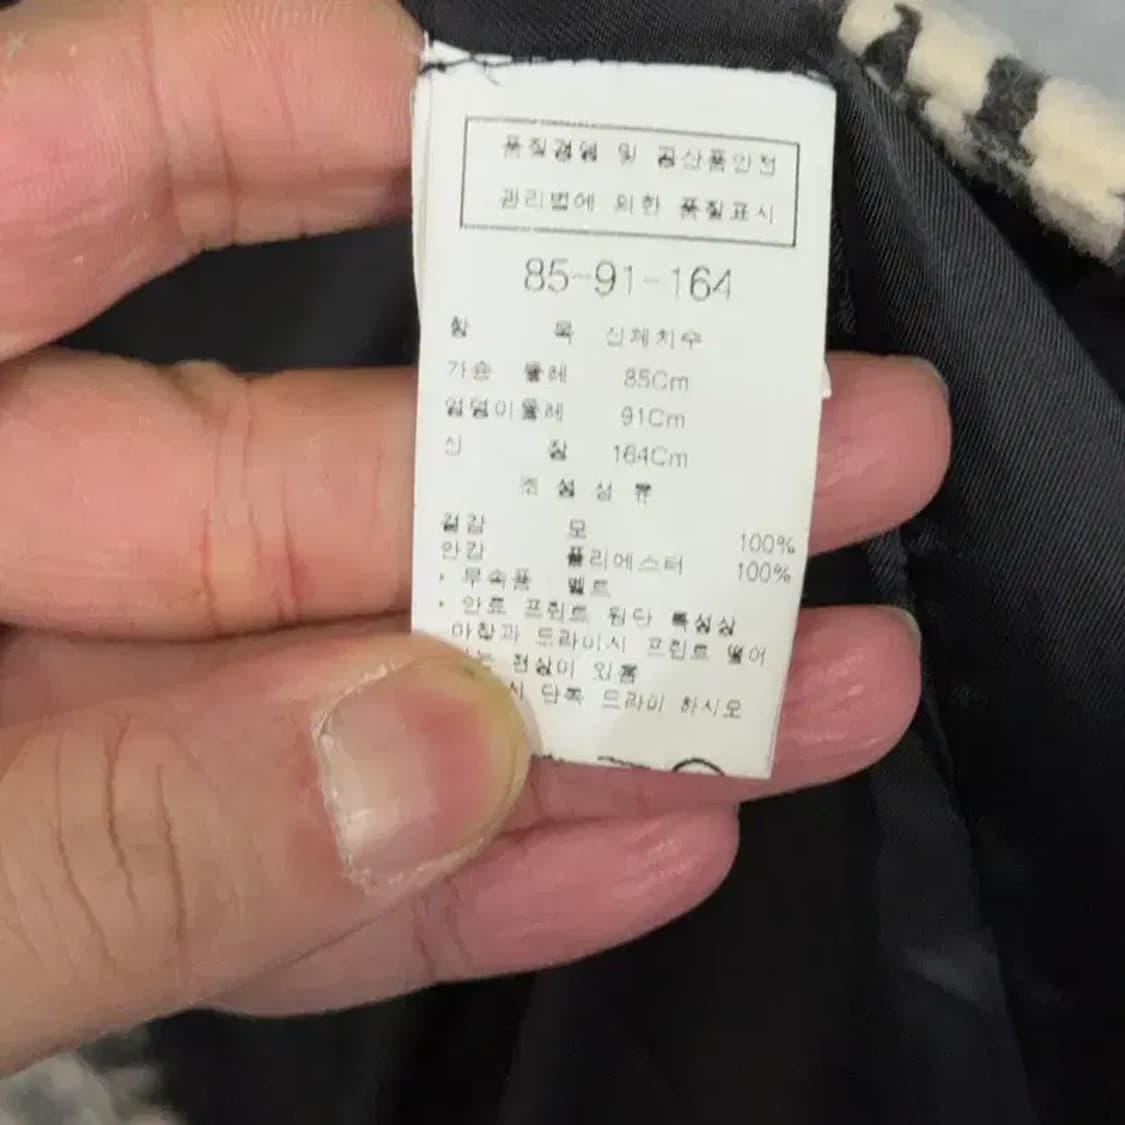 품질경영 및 공산품안전
관리법에 의한 품질표시
85-91-164
항 목 신체치수
가슴 둘레 85Cm
엉덩이둘레 91Cm
신 장 164Cm
조 성 섬 유
겉감 모 100%
안감 폴리에스터 100%
* 부속품 : 벨트
* 안료 프린트 원단 특성상
마찰과 드라이시 프린트 떨어
는 현상이 있음
시 단독 드라이 하시오